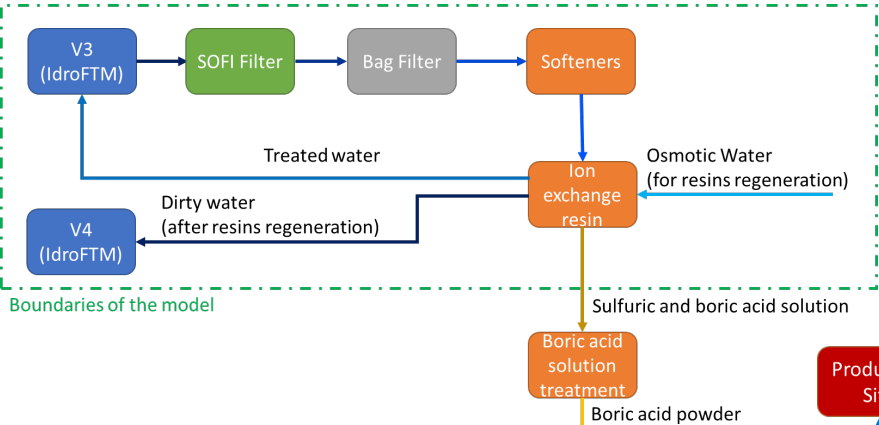 V3
(IdroFTM)
SOFI Filter
Bag Filter
Softeners
Treated water
Ion
exchange
resin
Osmotic Water
(for resins regeneration)
Dirty water
(after resins regeneration)
V4
(IdroFTM)
Boundaries of the model
Sulfuric and boric acid solution
Boric acid
solution
treatment
Boric acid powder